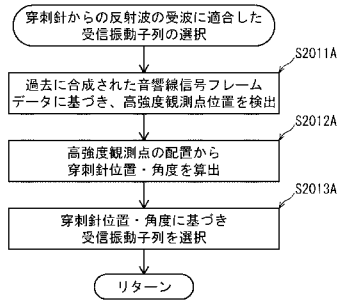 穿刺針からの反射波の受波に適合した
受信振動子列の選択
S2011A
過去に合成された音響線信号フレーム
データに基づき、高強度観測点位置を検出
S2012A
高強度観測点の配置から
穿刺針位置・角度を算出
S2013A
穿刺針位置・角度に基づき
受信振動子列を選択
リターン